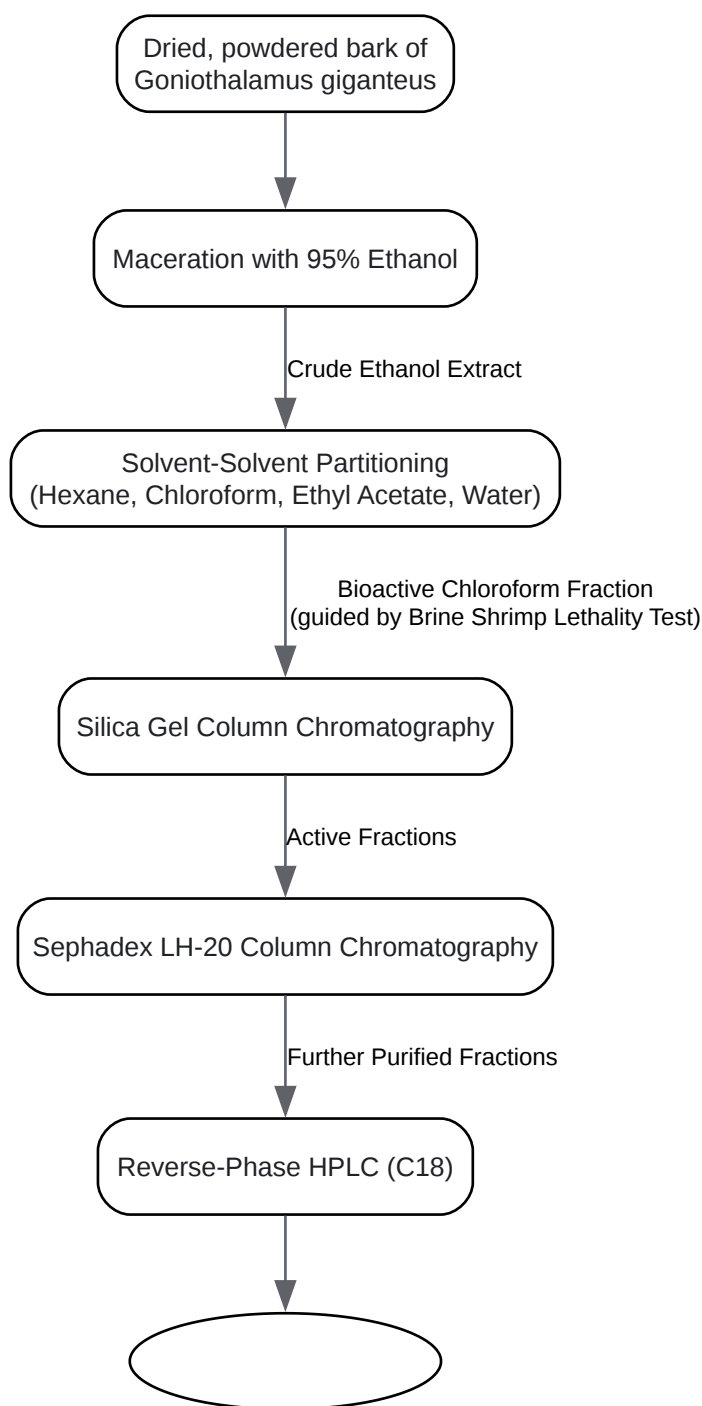 Dried, powdered bark of
Goniothalamus giganteus
Maceration with 95% Ethanol
Crude Ethanol Extract
Solvent-Solvent Partitioning
(Hexane, Chloroform, Ethyl Acetate, Water)
Bioactive Chloroform Fraction
(guided by Brine Shrimp Lethality Test)
Silica Gel Column Chromatography
Active Fractions
Sephadex LH-20 Column Chromatography
Further Purified Fractions
Reverse-Phase HPLC (C18)